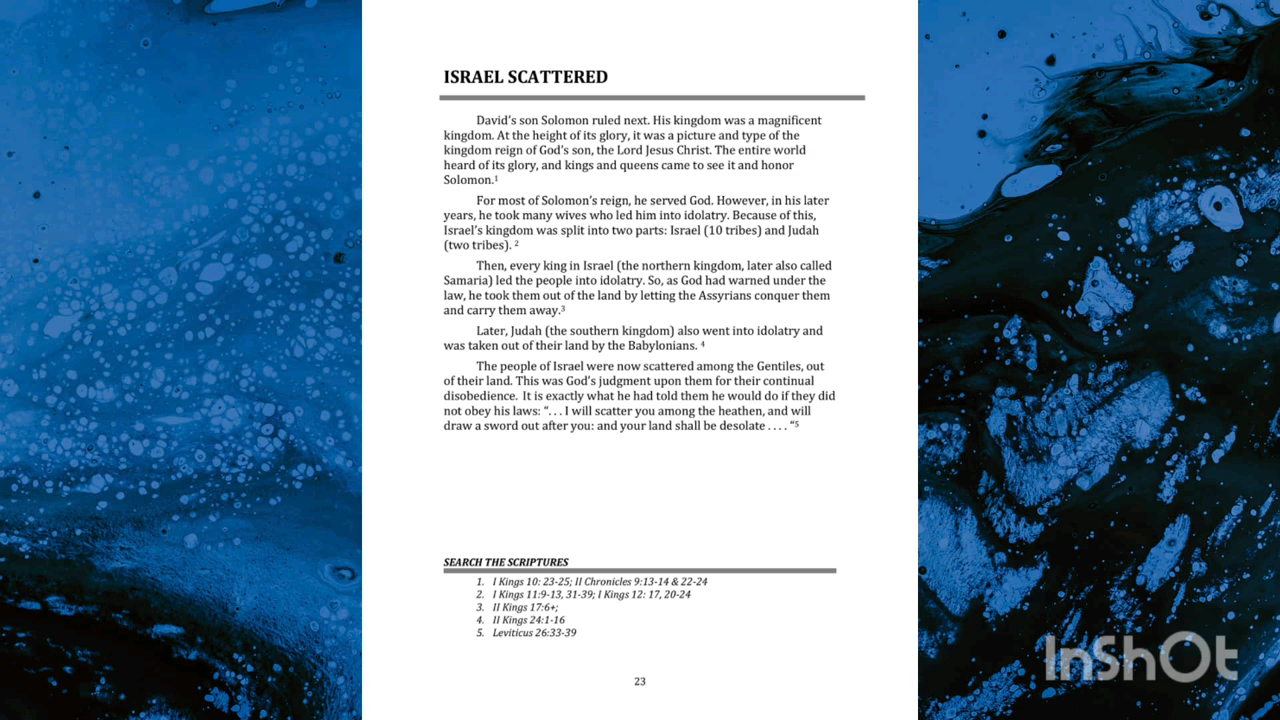 ISRAEL SCATTERED
David's son Solomon ruled next. His kingdom was a magnificent
kingdom. At the height of its glory, it was a picture and type of the
kingdom reign of God's son, the Lord Jesus Christ. The entire world
heard of its glory, and kings and queens came to see it and honor
Solomon.¹
For most of Solomon's reign, he served God. However, in his later
years, he took many wives who led him into idolatry. Because of this,
Israel's kingdom was split into two parts: Israel (10 tribes) and Judah
(two tribes). ²
Then, every king in Israel (the northern kingdom, later also called
Samaria) led the people into idolatry. So, as God had warned under the
law, he took them out of the land by letting the Assyrians conquer them
and carry them away.³
Later, Judah (the southern kingdom) also went into idolatry and
was taken out of their land by the Babylonians. ⁴
The people of Israel were now scattered among the Gentiles, out
of their land. This was God's judgment upon them for their continual
disobedience. It is exactly what he had told them he would do if they did
not obey his laws: “. . . I will scatter you among the heathen, and will
draw a sword out after you: and your land shall be desolate . . . . “⁵
SEARCH THE SCRIPTURES
1. I Kings 10: 23-25; II Chronicles 9:13-14 & 22-24
2. I Kings 11:9-13, 31-39; I Kings 12: 17, 20-24
3. II Kings 17:6+;
4. II Kings 24:1-16
5. Leviticus 26:33-39
23
InShOt